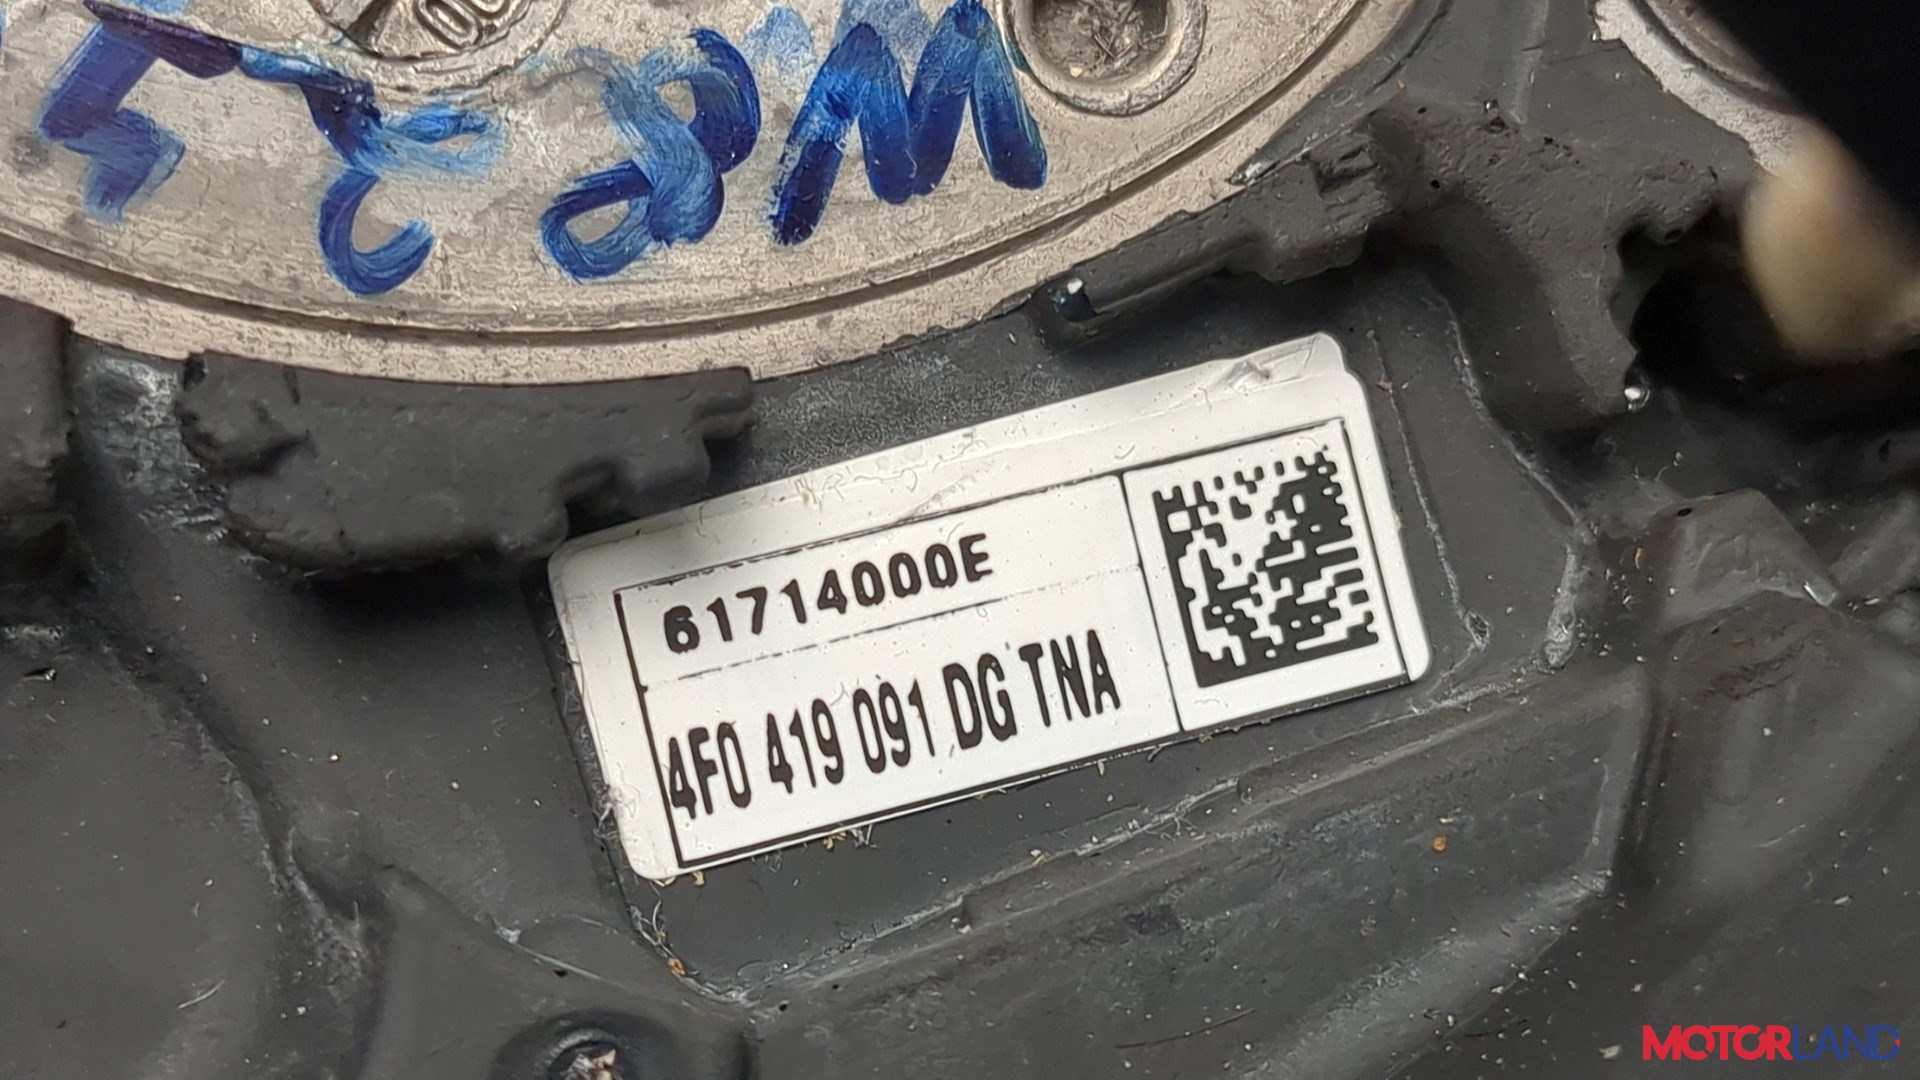 61714000E
4F0 419 091 DG TNA
MOTORLAND